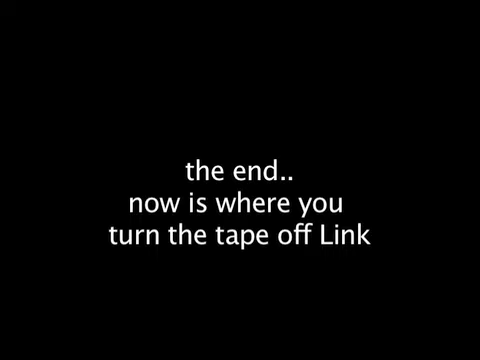 the end..
now is where you
turn the tape off Link